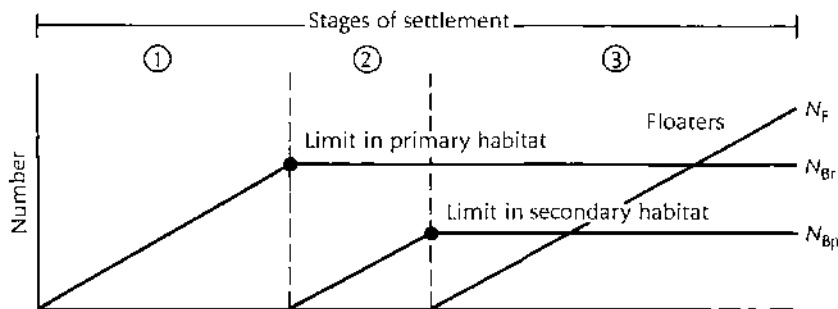 Stages of settlement
① ② ③
Number
Limit in primary habitat
Floaters
N_F
N_Br
Limit in secondary habitat
N_Bp